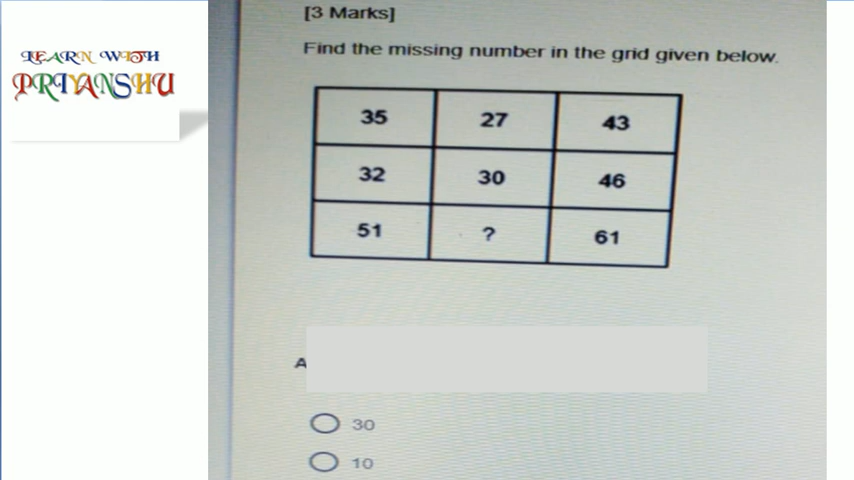 LEARN WITH
PRIYANSHU
[3 Marks]
Find the missing number in the grid given below.
35 27 43
32 30 46
51 ? 61
A
30
10